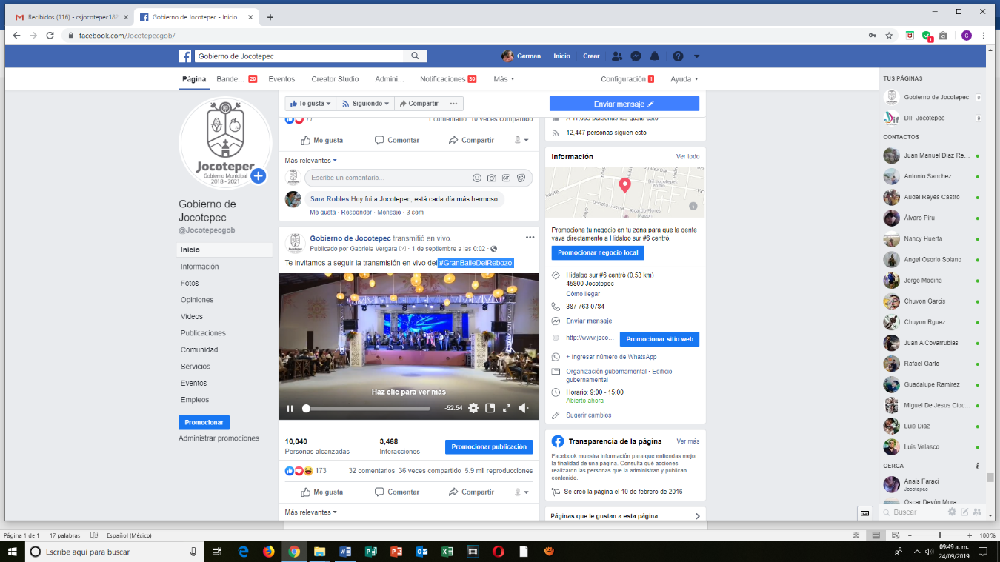 Recibidos (116) - csjocotepec182
Gobierno de Jocotepec - Inicio
facebook.com/Jocotepecgob/
Gobierno de Jocotepec
German
Inicio
Crear
Página
Bande... 20
Eventos
Creator Studio
Admini...
Notificaciones 30
Más
Configuración 1
Ayuda
Jocotepec
Gobierno Municipal
2018 - 2021
Gobierno de
Jocotepec
@Jocotepecgob
Inicio
Información
Fotos
Opiniones
Videos
Publicaciones
Comunidad
Servicios
Eventos
Empleos
Promocionar
Administrar promociones
Te gusta
Siguiendo
Compartir
77
1 comentario 10 veces compartido
Me gusta
Comentar
Compartir
Más relevantes
Escribe un comentario...
GIF
Sara Robles Hoy fui a Jocotepec, está cada día más hermoso.
Me gusta · Responder · Mensaje · 3 sem
Gobierno de Jocotepec transmitió en vivo.
Publicado por Gabriela Vergara [?] · 1 de septiembre a las 0:02 ·
Te invitamos a seguir la transmisión en vivo del #GranBaileDelRebozo.
Haz clic para ver más
-52:54
10,040
Personas alcanzadas
3,468
Interacciones
Promocionar publicación
173
32 comentarios 36 veces compartido 5.9 mil reproducciones
Me gusta
Comentar
Compartir
Más relevantes
Enviar mensaje
A 11,695 personas les gusta esto
12,447 personas siguen esto
Información
Ver todo
DIF Jocotepec
Donato Guerra
Ricardo Flores
Magon
Promociona tu negocio en tu zona para que la gente
vaya directamente a Hidalgo sur #6 centró.
Promocionar negocio local
Hidalgo sur #6 centró (0.53 km)
45800 Jocotepec
Cómo llegar
387 763 0784
Enviar mensaje
http://www.joco...
Promocionar sitio web
+ Ingresar número de WhatsApp
Organización gubernamental · Edificio
gubernamental
Horario: 9:00 - 15:00
Abierto ahora
Sugerir cambios
Transparencia de la página
Ver más
Facebook muestra información para que entiendas mejor
la finalidad de una página. Consulta qué acciones
realizaron las personas que la administran y publican
contenido.
Se creó la página el 10 de febrero de 2016
Páginas que le gustan a esta página
TUS PÁGINAS
Gobierno de Jocotepec
9
DIF Jocotepec
9
CONTACTOS
Juan Manuel Diaz Re...
Antonio Sanchez
Audel Reyes Castro
Álvaro Piru
Nancy Huerta
Angel Osorio Solano
Jorge Medina
Chuyon Garcis
Chuyon Rguez
Juan A Covarrubias
Rafael Garlo
Guadalupe Ramirez
Miguel De Jesus Cioc...
Luis Diaz
Luis Velasco
CERCA
Anais Faraci
Jocotepec
Oscar Devón Mora
Buscar
Página 1 de 1
17 palabras
Español (México)
100 %
Escribe aquí para buscar
09:49 a. m.
24/09/2019